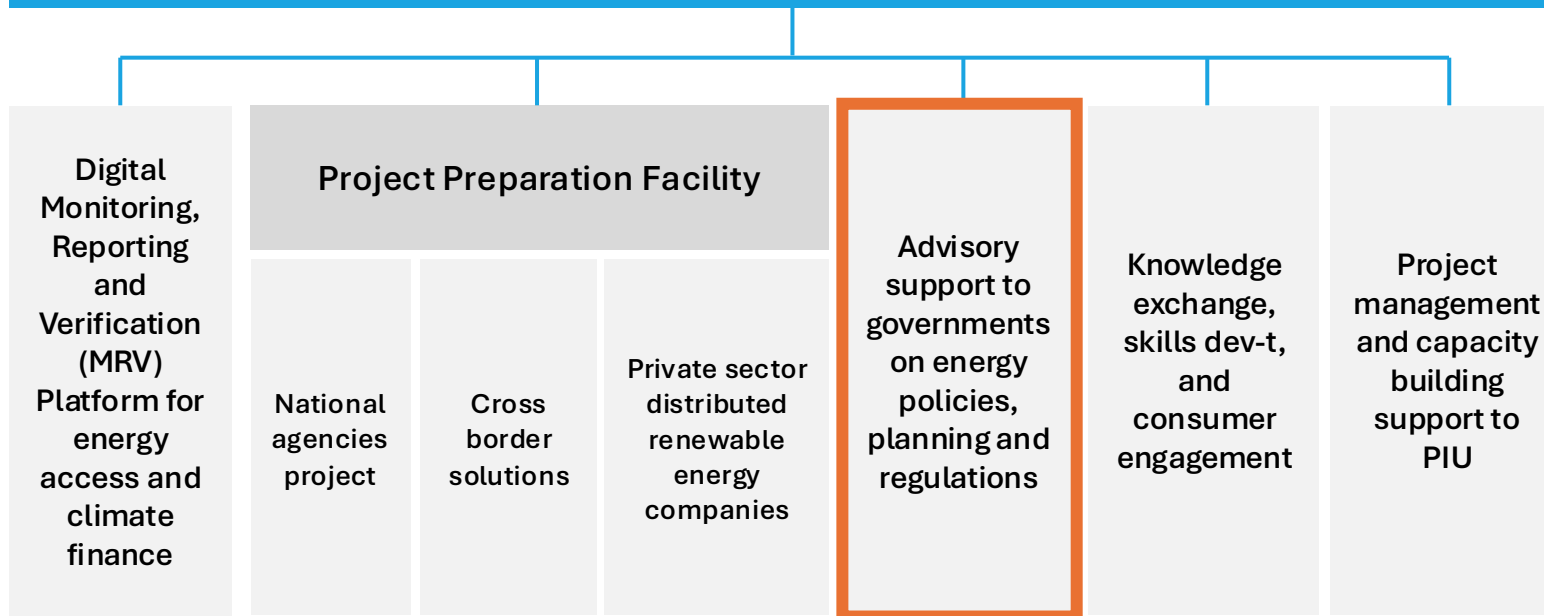 Digital
Monitoring,
Reporting
and
Verification
(MRV)
Platform for
energy
access and
climate
finance
Project Preparation Facility
National
agencies
project
Cross
border
solutions
Private sector
distributed
renewable
energy
companies
Advisory
support to
governments
on energy
policies,
planning and
regulations
Knowledge
exchange,
skills dev-t,
and
consumer
engagement
Project
management
and capacity
building
support to
PIU